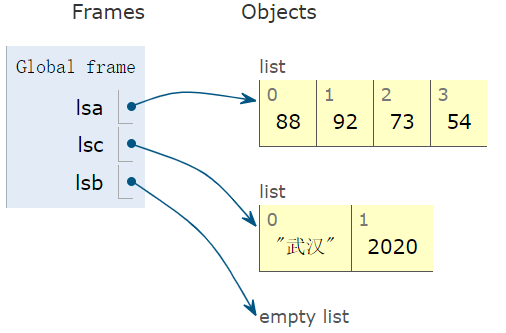 Frames Objects
Global frame
lsa
lsc
lsb
list
0 1 2 3
88 92 73 54
list
0 1
"武汉" 2020
empty list